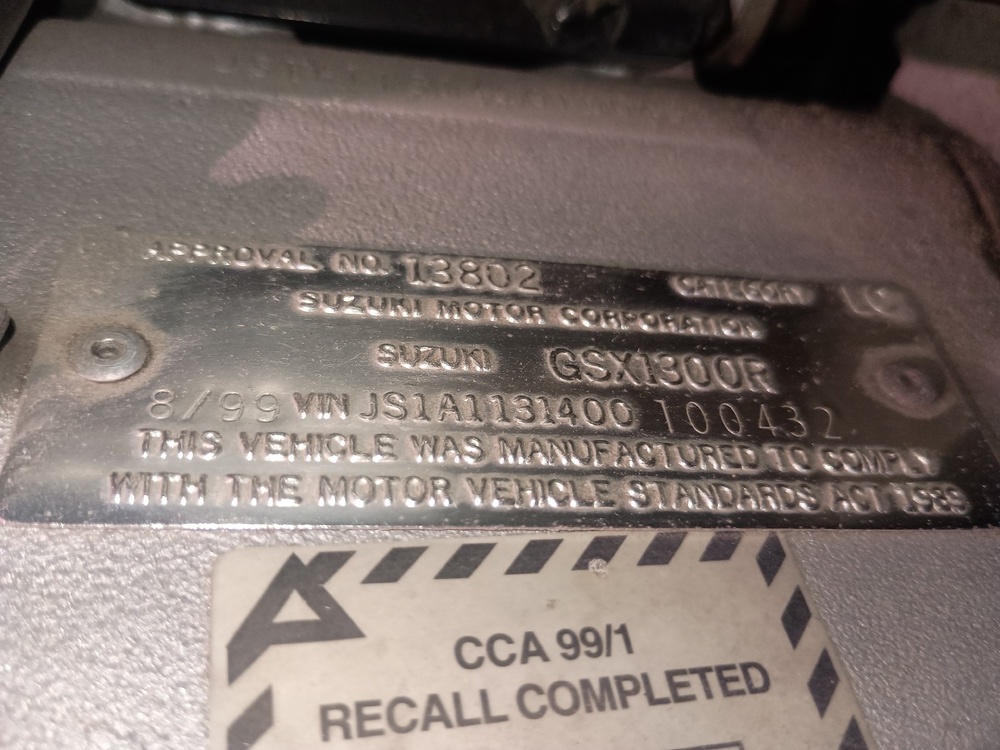 APPROVAL NO. 13802 CATEGORY LC
SUZUKI MOTOR CORPORATION
SUZUKI GSX1300R
8/99 VIN JS1A1131400 100432
THIS VEHICLE WAS MANUFACTURED TO COMPLY
WITH THE MOTOR VEHICLE STANDARDS ACT 1989
CCA 99/1
RECALL COMPLETED